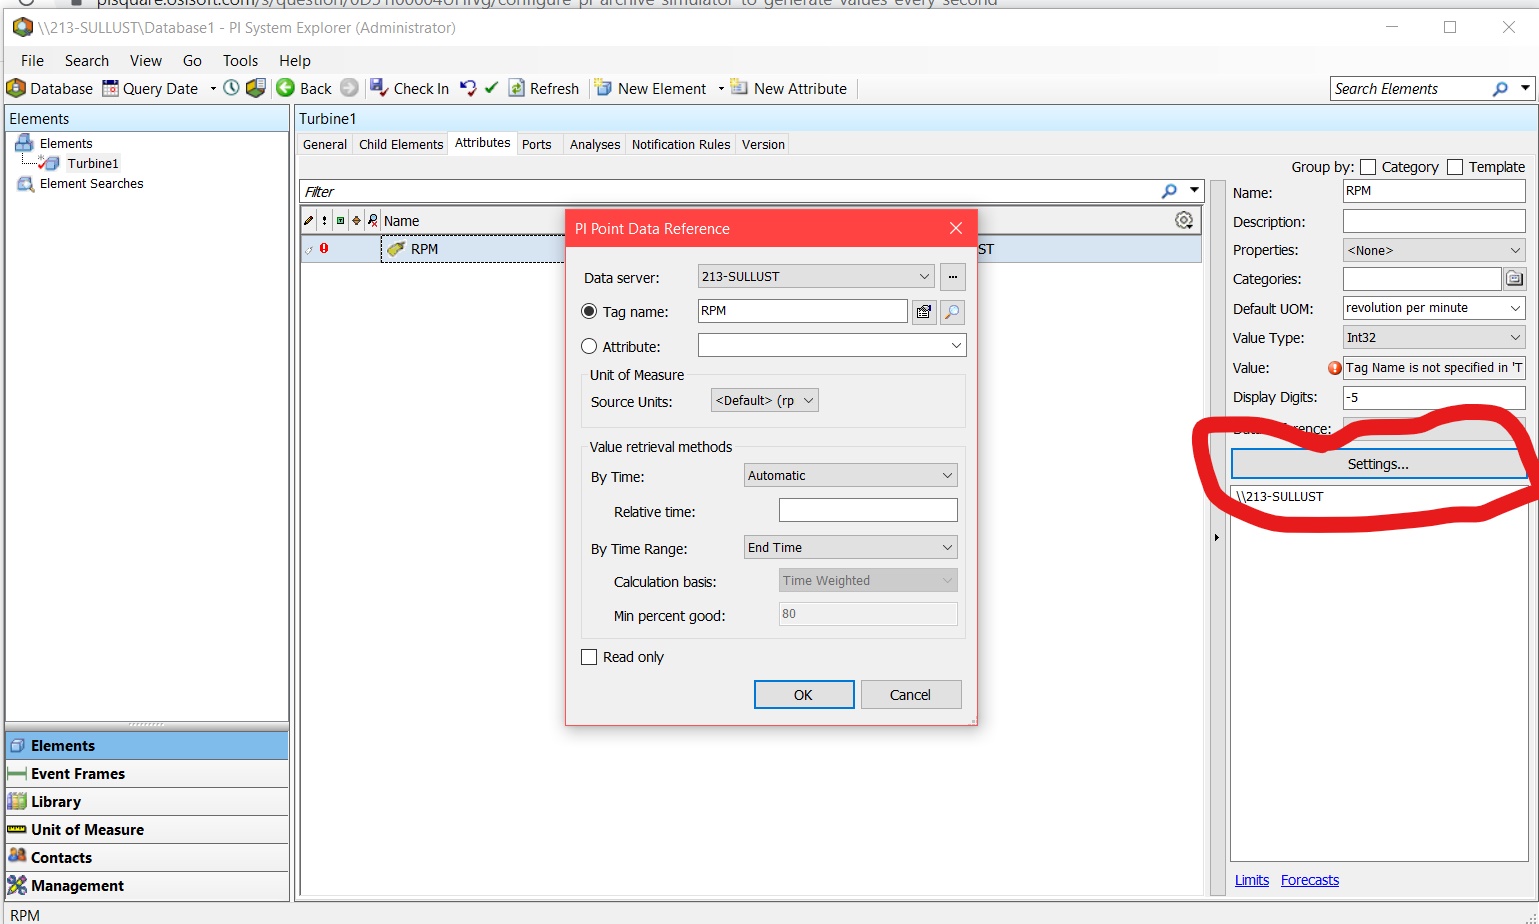 pisquare.osisoft.com/s/question/
configure-pi-archive-simulator-to-generate-values-every-second
\\213-SULLUST\Database1 - PI System Explorer (Administrator)
File Search View Go Tools Help
Database Query Date Back Check In Refresh New Element New Attribute Search Elements
Elements
Elements
Turbine1
Element Searches
Elements
Event Frames
Library
Unit of Measure
Contacts
Management
RPM
Turbine1
General Child Elements Attributes Ports Analyses Notification Rules Version
Group by: Category Template
Filter
Name
RPM ST
PI Point Data Reference
Data server: 213-SULLUST ...
Tag name: RPM
Attribute:
Unit of Measure
Source Units: <Default> (rp
Value retrieval methods
By Time: Automatic
Relative time:
By Time Range: End Time
Calculation basis: Time Weighted
Min percent good: 80
Read only
OK Cancel
Name: RPM
Description:
Properties: <None>
Categories:
Default UOM: revolution per minute
Value Type: Int32
Value: Tag Name is not specified in 'T
Display Digits: -5
Settings...
\\213-SULLUST
Limits Forecasts